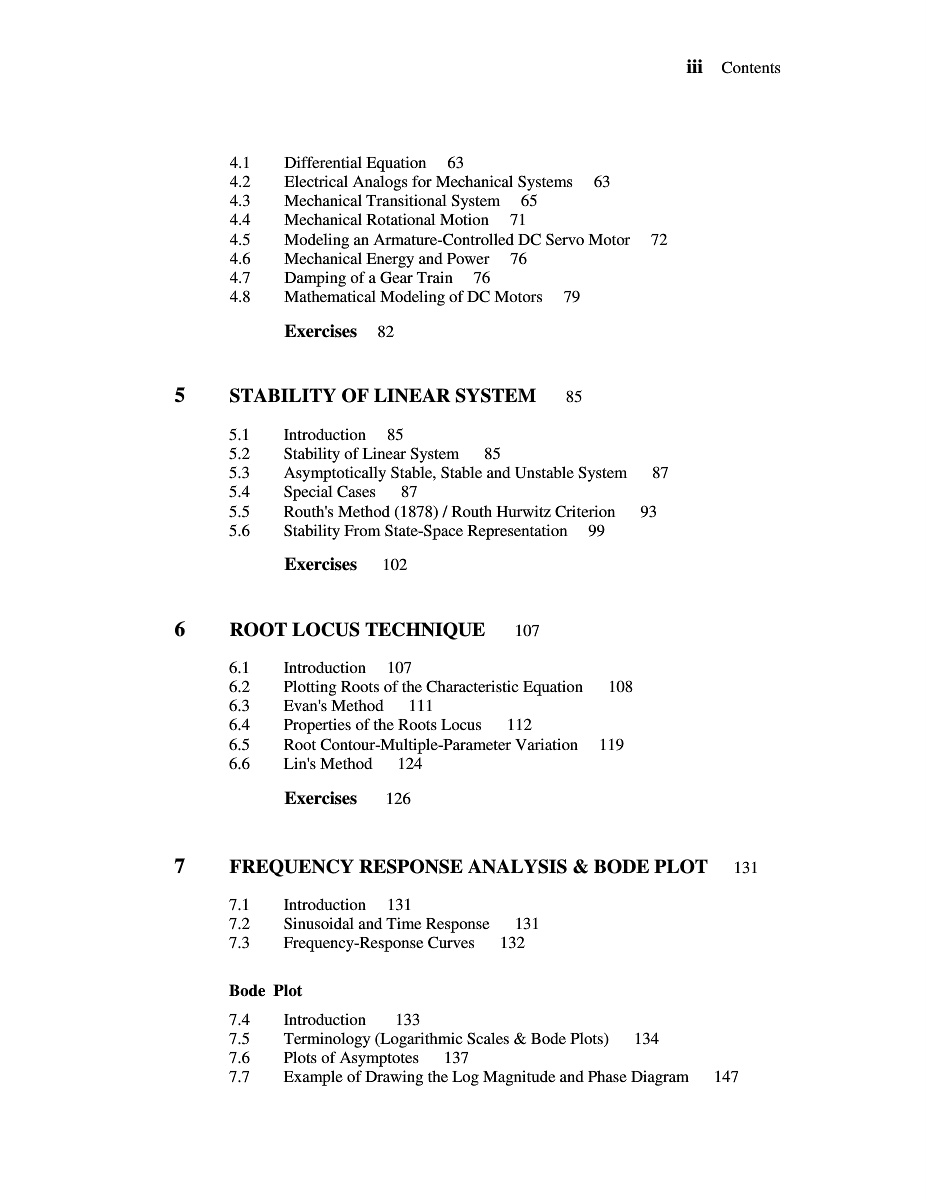 iii Contents
4.1 Differential Equation 63
4.2 Electrical Analogs for Mechanical Systems 63
4.3 Mechanical Transitional System 65
4.4 Mechanical Rotational Motion 71
4.5 Modeling an Armature-Controlled DC Servo Motor 72
4.6 Mechanical Energy and Power 76
4.7 Damping of a Gear Train 76
4.8 Mathematical Modeling of DC Motors 79
Exercises 82
5 STABILITY OF LINEAR SYSTEM 85
5.1 Introduction 85
5.2 Stability of Linear System 85
5.3 Asymptotically Stable, Stable and Unstable System 87
5.4 Special Cases 87
5.5 Routh's Method (1878) / Routh Hurwitz Criterion 93
5.6 Stability From State-Space Representation 99
Exercises 102
6 ROOT LOCUS TECHNIQUE 107
6.1 Introduction 107
6.2 Plotting Roots of the Characteristic Equation 108
6.3 Evan's Method 111
6.4 Properties of the Roots Locus 112
6.5 Root Contour-Multiple-Parameter Variation 119
6.6 Lin's Method 124
Exercises 126
7 FREQUENCY RESPONSE ANALYSIS & BODE PLOT 131
7.1 Introduction 131
7.2 Sinusoidal and Time Response 131
7.3 Frequency-Response Curves 132
Bode Plot
7.4 Introduction 133
7.5 Terminology (Logarithmic Scales & Bode Plots) 134
7.6 Plots of Asymptotes 137
7.7 Example of Drawing the Log Magnitude and Phase Diagram 147